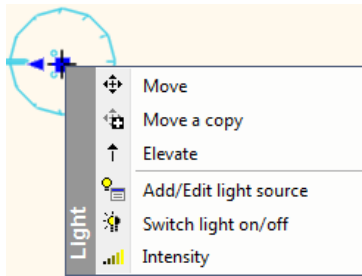 Move
Move a copy
Elevate
Add/Edit light source
Switch light on/off
Intensity
Light